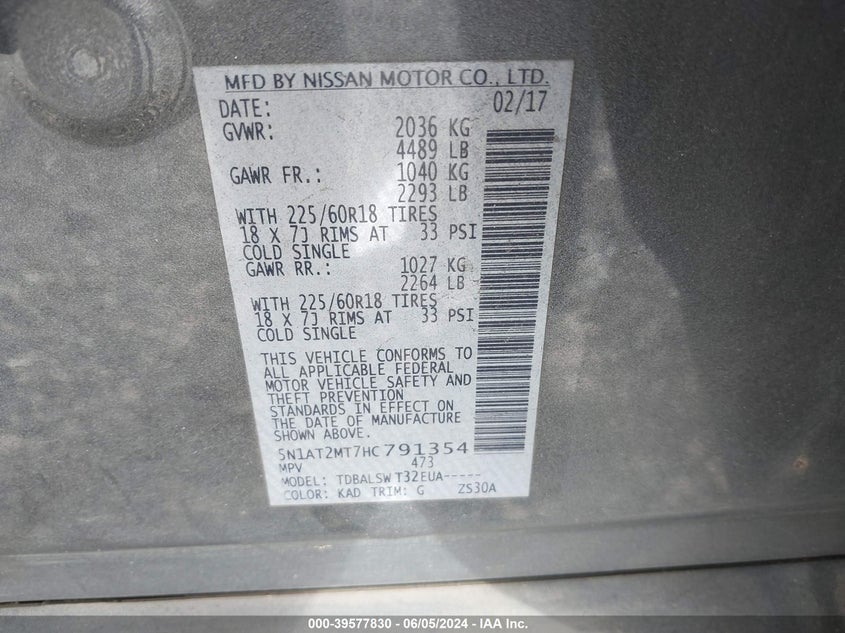 MFD BY NISSAN MOTOR CO., LTD.
DATE: 02/17
GVWR: 2036 KG
4489 LB
GAWR FR.: 1040 KG
2293 LB
WITH 225/60R18 TIRES
18 X 7J RIMS AT 33 PSI
COLD SINGLE
GAWR RR.: 1027 KG
2264 LB
WITH 225/60R18 TIRES
18 X 7J RIMS AT 33 PSI
COLD SINGLE
THIS VEHICLE CONFORMS TO
ALL APPLICABLE FEDERAL
MOTOR VEHICLE SAFETY AND
THEFT PREVENTION
STANDARDS IN EFFECT ON
THE DATE OF MANUFACTURE
SHOWN ABOVE.
5N1AT2MT7HC791354
MPV 473
MODEL: TDBALSW T32EUA-----
COLOR: KAD TRIM: G ZS30A
000-39577830 - 06/05/2024 - IAA Inc.